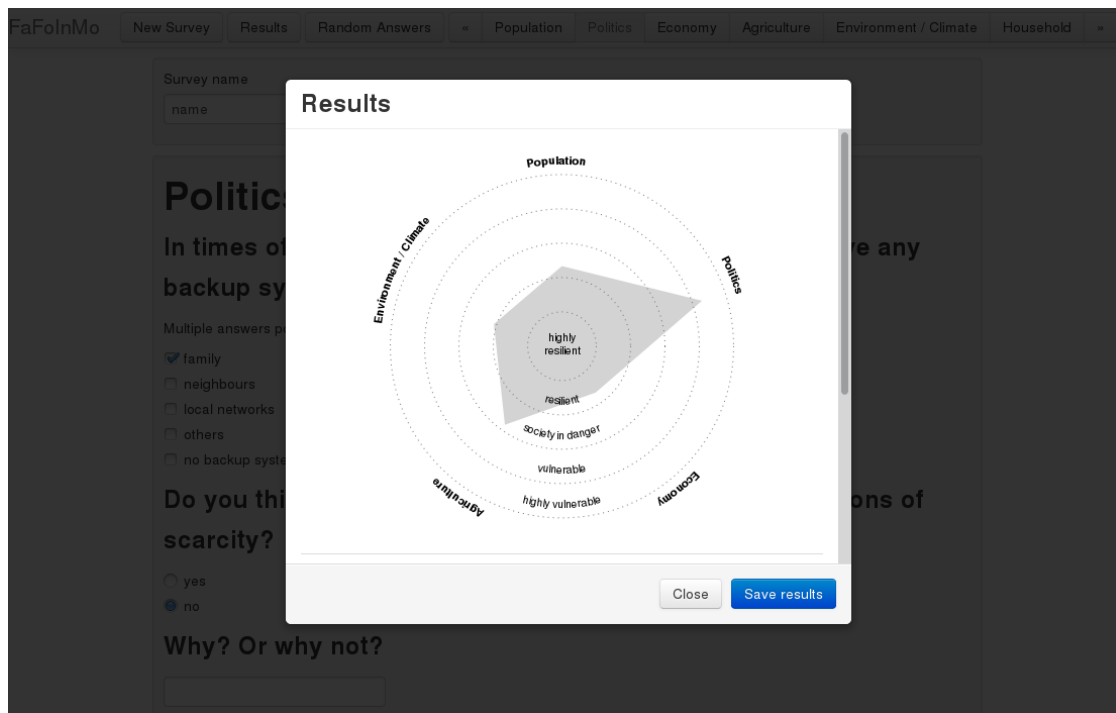 FaFoInMo New Survey Results Random Answers « Population Politics Economy Agriculture Environment / Climate Household »
Survey name
name
Results
Population
Politics
Economy
Agriculture
Environment / Climate
highly
resilient
resilient
society in danger
vulnerable
highly vulnerable
Close Save results
Politics
In times of ve any
backup sy
Multiple answers po
family
neighbours
local networks
others
no backup syste
Do you thi ons of
scarcity?
yes
no
Why? Or why not?